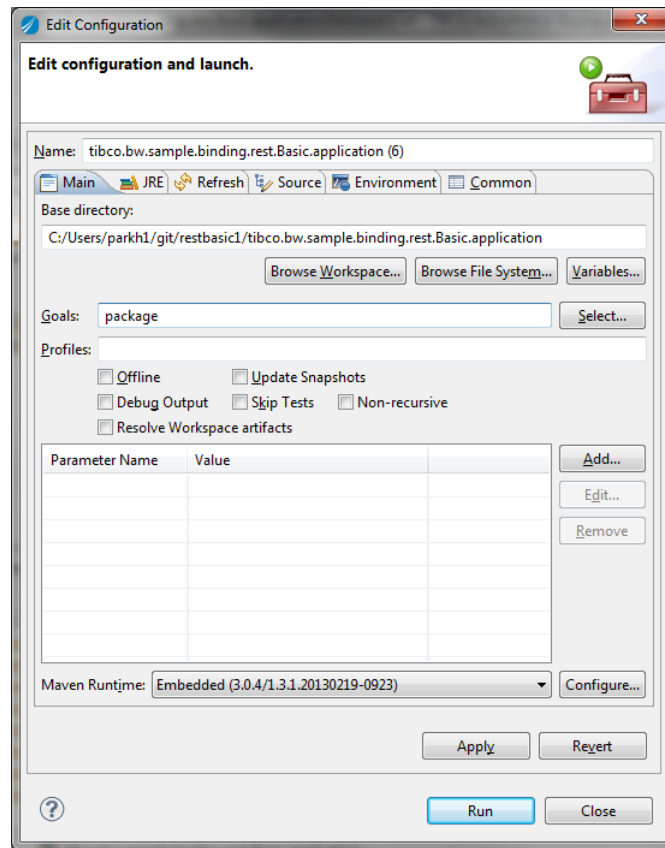 Edit Configuration
Edit configuration and launch.
Name: tibco.bw.sample.binding.rest.Basic.application (6)
Main JRE Refresh Source Environment Common
Base directory:
C:/Users/parkh1/git/restbasic1/tibco.bw.sample.binding.rest.Basic.application
Browse Workspace... Browse File System... Variables...
Goals: package Select...
Profiles:
Offline Update Snapshots
Debug Output Skip Tests Non-recursive
Resolve Workspace artifacts
Parameter Name Value Add...
Edit...
Remove
Maven Runtime: Embedded (3.0.4/1.3.1.20130219-0923) Configure...
Apply Revert
? Run Close